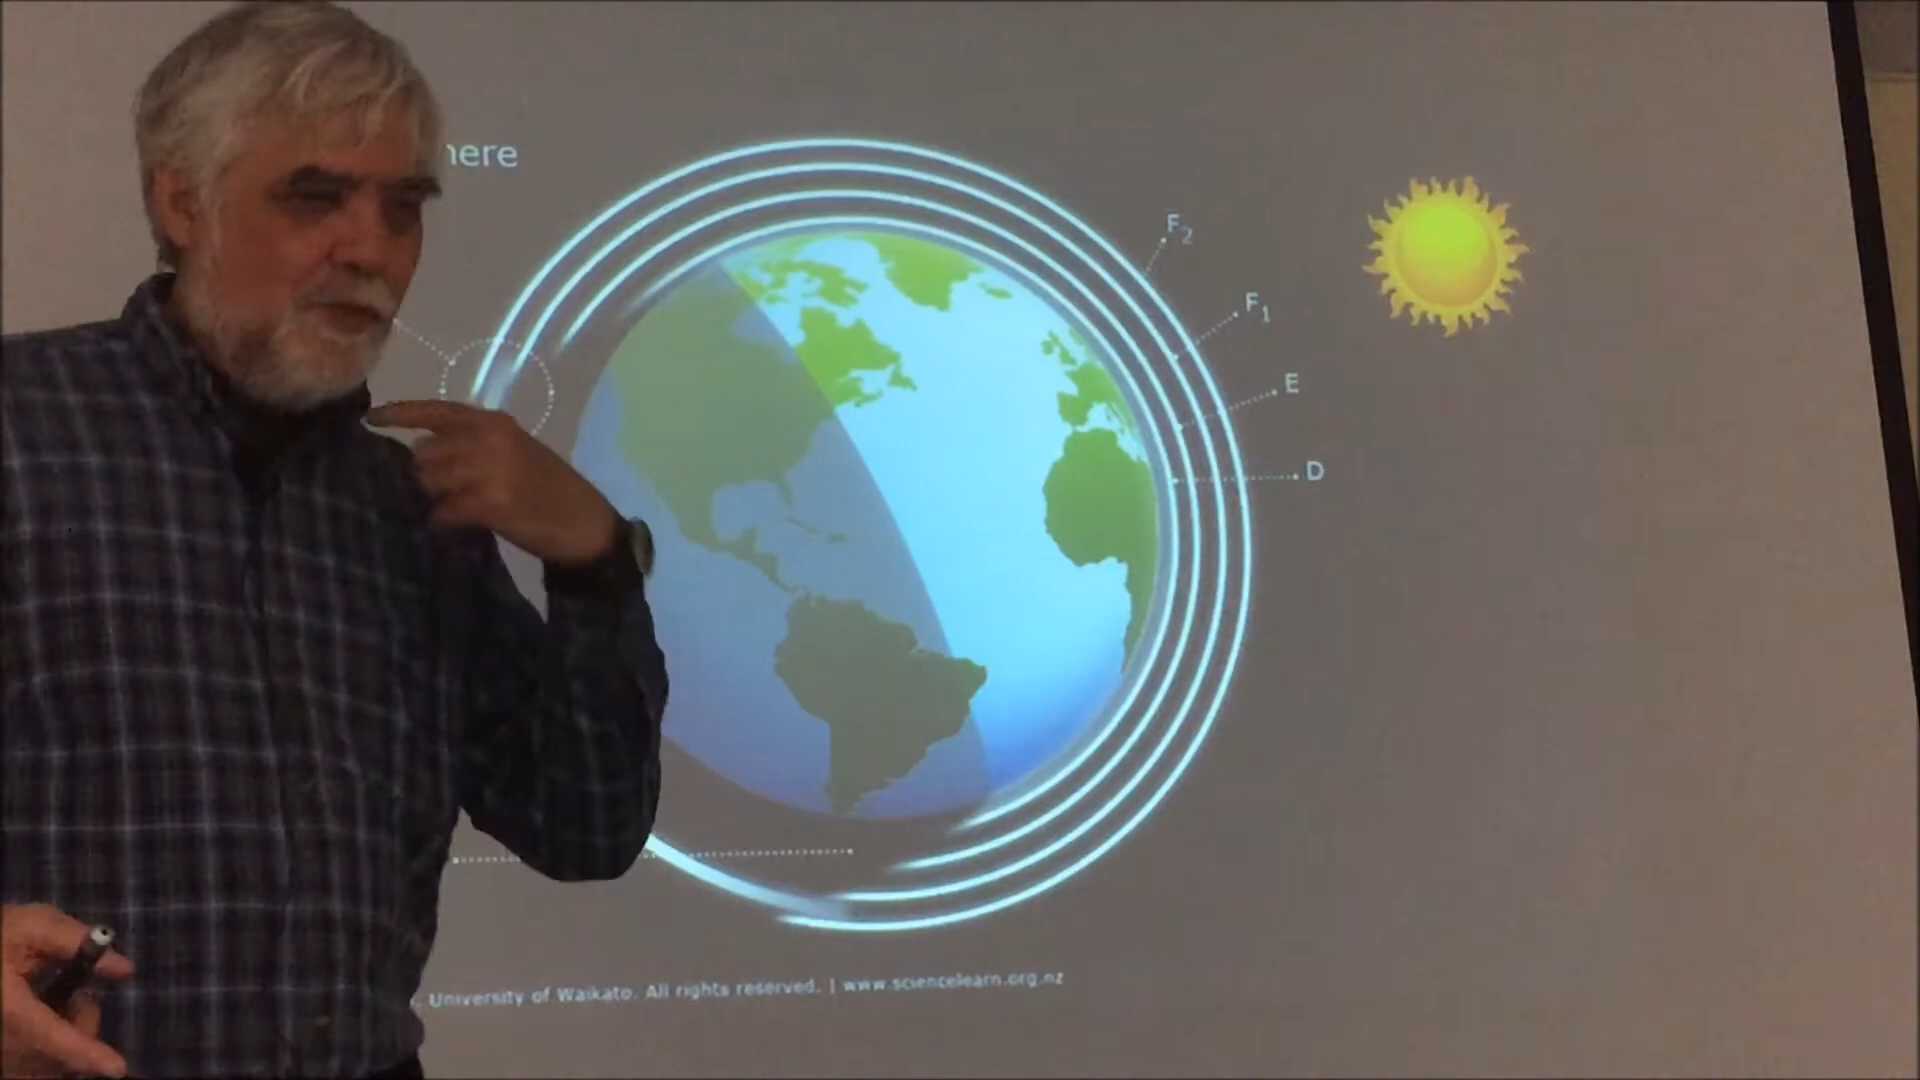 here
F2
F1
E
D
University of Waikato. All rights reserved. | www.sciencelearn.org.nz